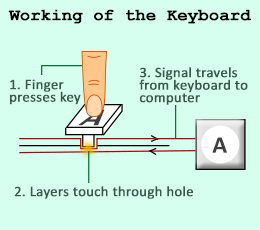 Working of the Keyboard
1. Finger
presses key
3. Signal travels
from keyboard to
computer
A
A
2. Layers touch through hole